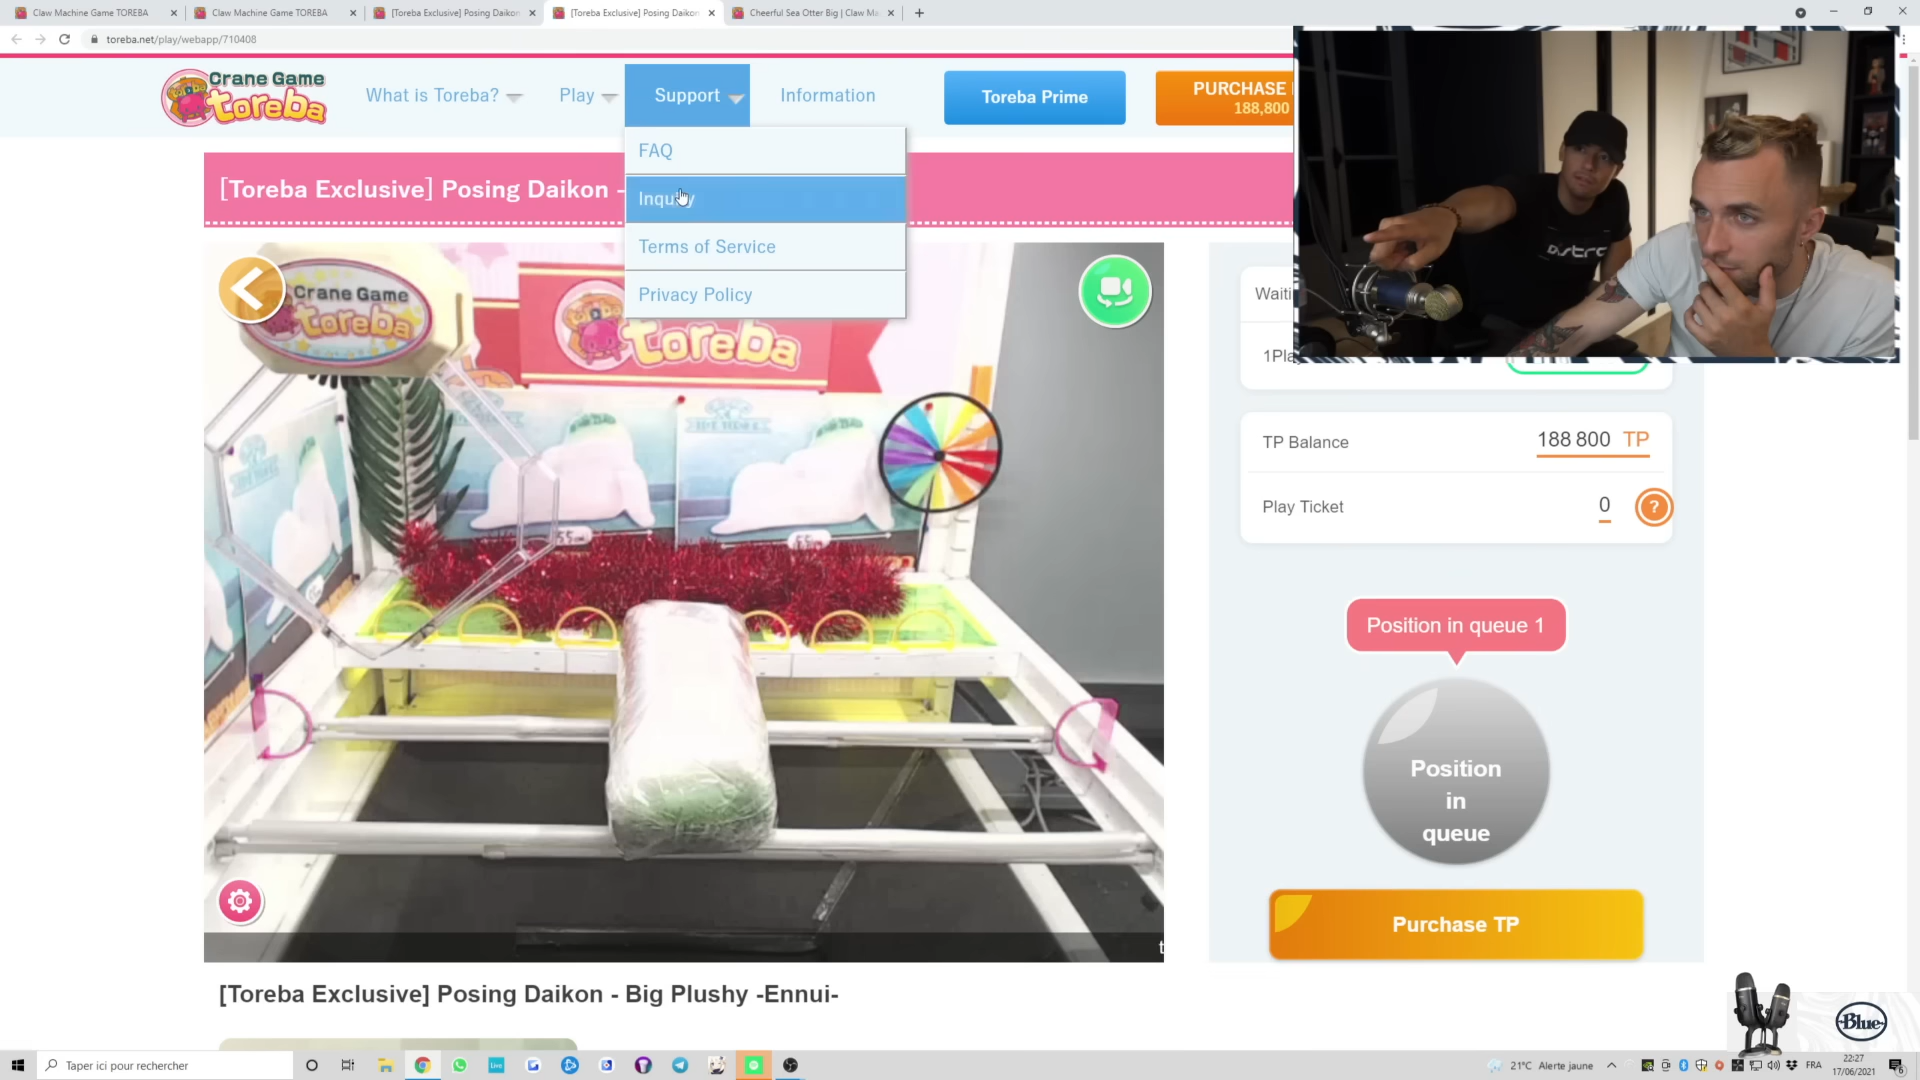 Claw Machine Game TOREBA
Claw Machine Game TOREBA
[Toreba Exclusive] Posing Daikon
[Toreba Exclusive] Posing Daikon
Cheerful Sea Otter Big | Claw Ma
toreba.net/play/webapp/710408
Crane Game
toreba
What is Toreba?
Play
Support
Information
Toreba Prime
PURCHASE
188,800
FAQ
Inquiry
Terms of Service
Privacy Policy
[Toreba Exclusive] Posing Daikon -
Crane Game
toreba
toreba
55cm
55cm
Waiti
1Pla
TP Balance
188 800 TP
Play Ticket
0
?
Position in queue 1
Position
in
queue
Purchase TP
[Toreba Exclusive] Posing Daikon - Big Plushy -Ennui-
Blue
Taper ici pour rechercher
Live
21°C Alerte jaune
FRA
22:27
17/06/2021
6